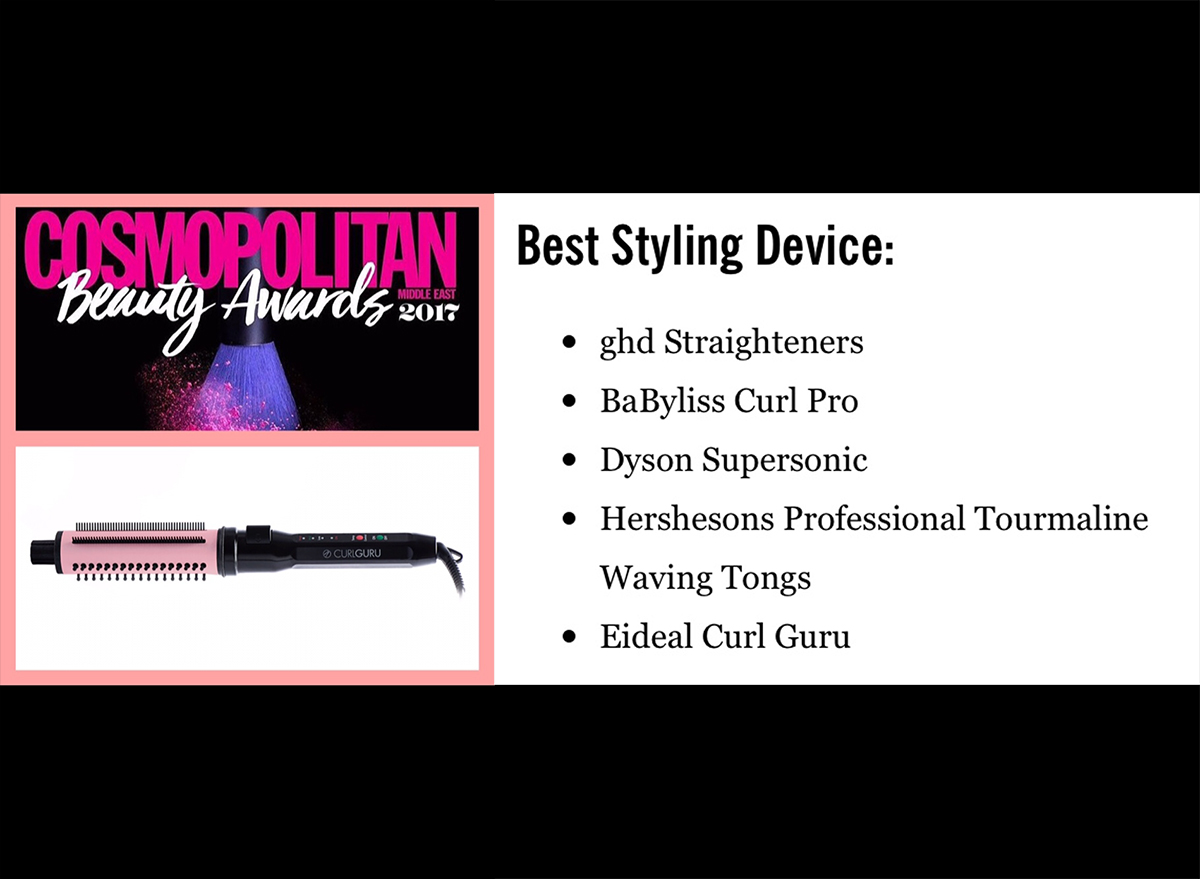 COSMOPOLITAN
Beauty Awards
MIDDLE EAST
2017
CURLGURU
Best Styling Device:
• ghd Straighteners
• BaByliss Curl Pro
• Dyson Supersonic
• Hershesons Professional Tourmaline
Waving Tongs
• Eideal Curl Guru